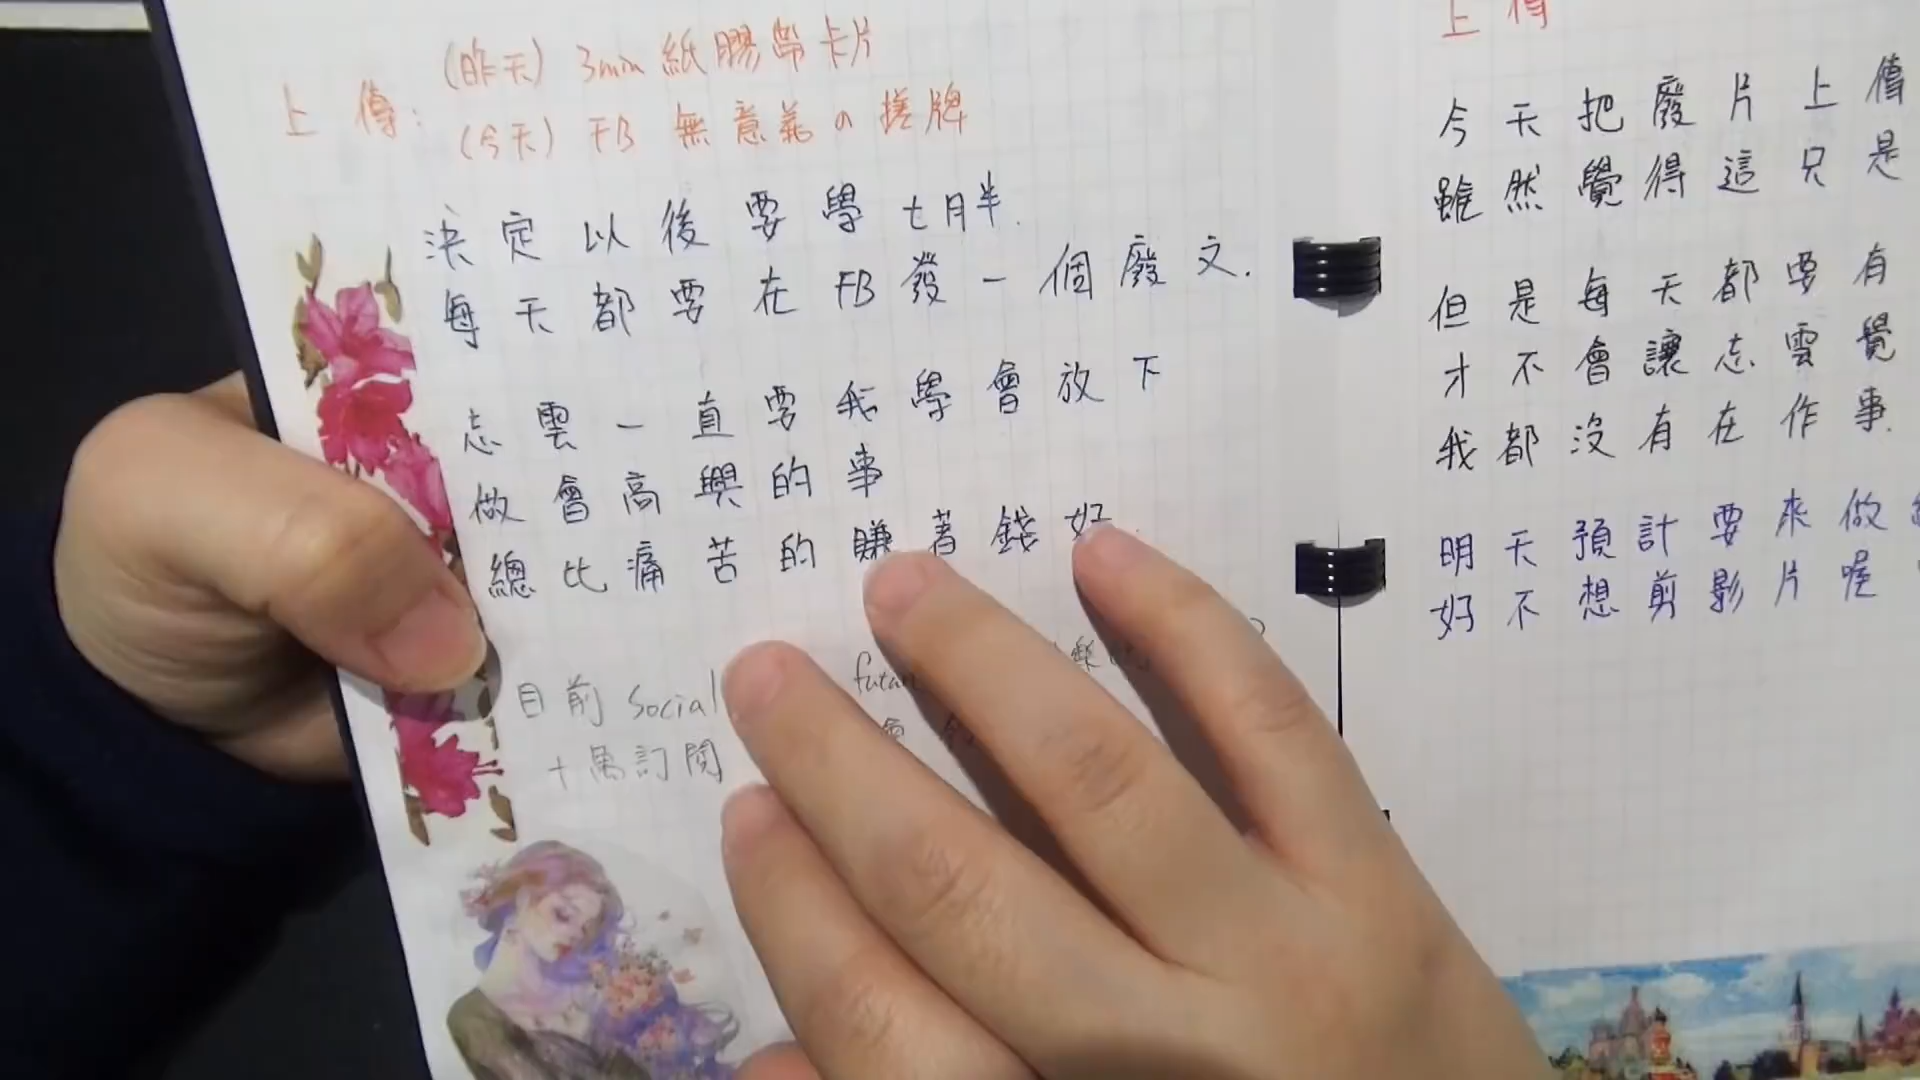 上傳:
(昨天) 3min 紙膠帶卡片
(今天) FB 無意義の搓牌
決定以後要學七月半.
每天都要在FB發一個廢文.
志雲一直要我學會放下
做會高興的事
總比痛苦的賺著錢好.
目前 Social
十萬訂閱
上傳
今天把廢片上傳
雖然覺得這只是
但是每天都要有
才不會讓志雲覺
我都沒有在作事.
明天預計要來做
好不想剪影片喔